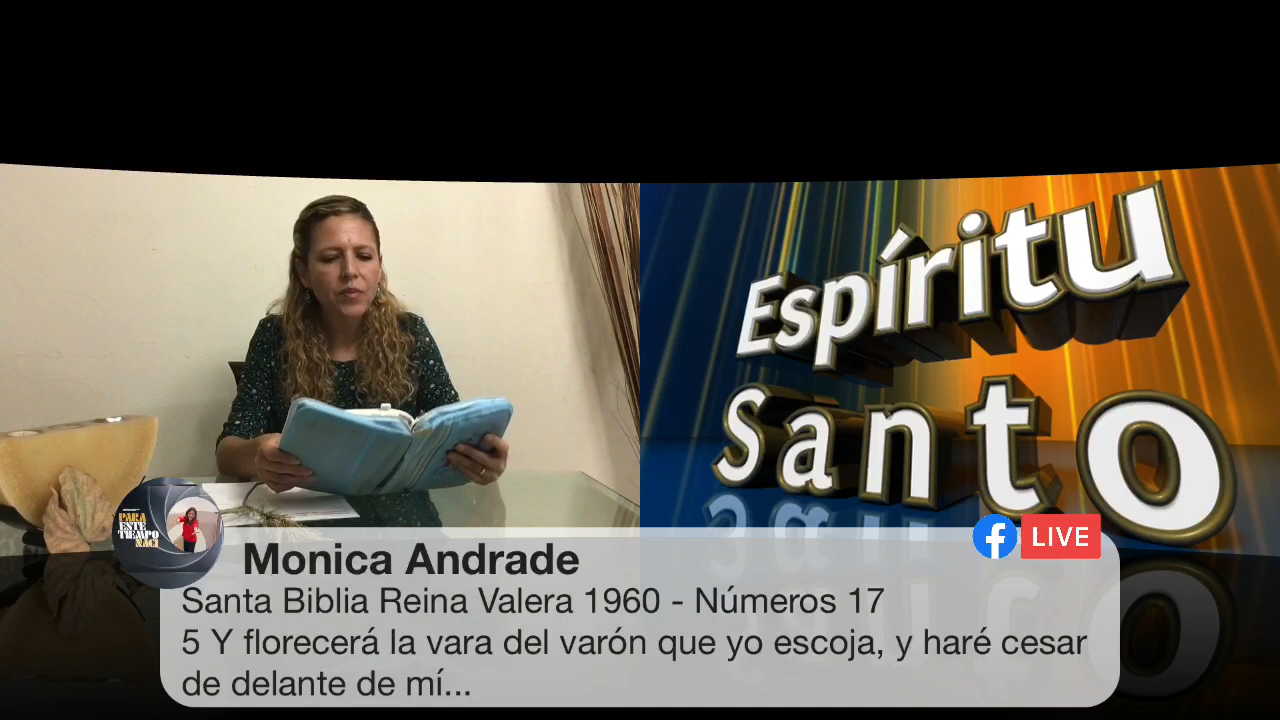 Espíritu
Santo
PARA
ESTE
TIEMPO
NACI
LIVE
Monica Andrade
Santa Biblia Reina Valera 1960 - Números 17
5 Y florecerá la vara del varón que yo escoja, y haré cesar
de delante de mí...